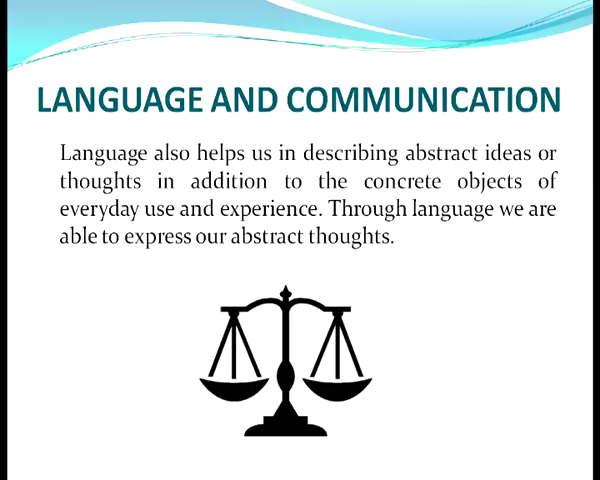 LANGUAGE AND COMMUNICATION
Language also helps us in describing abstract ideas or
thoughts in addition to the concrete objects of
everyday use and experience. Through language we are
able to express our abstract thoughts.